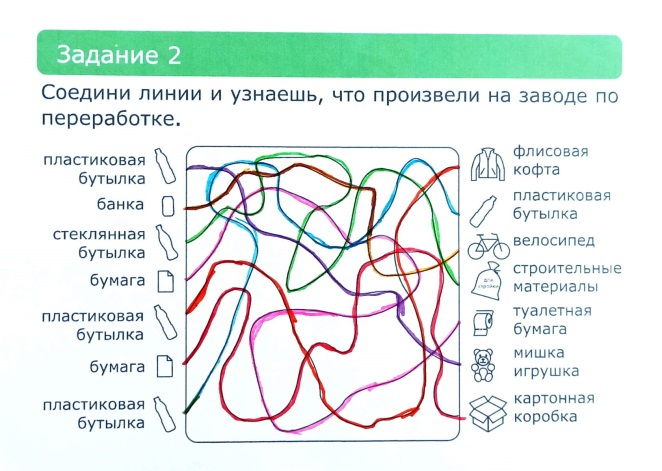 Задание 2
Соедини линии и узнаешь, что произвели на заводе по
переработке.
пластиковая
бутылка
банка
стеклянная
бутылка
бумага
пластиковая
бутылка
бумага
пластиковая
бутылка
флисовая
кофта
пластиковая
бутылка
велосипед
строительные
материалы
туалетная
бумага
мишка
игрушка
картонная
коробка